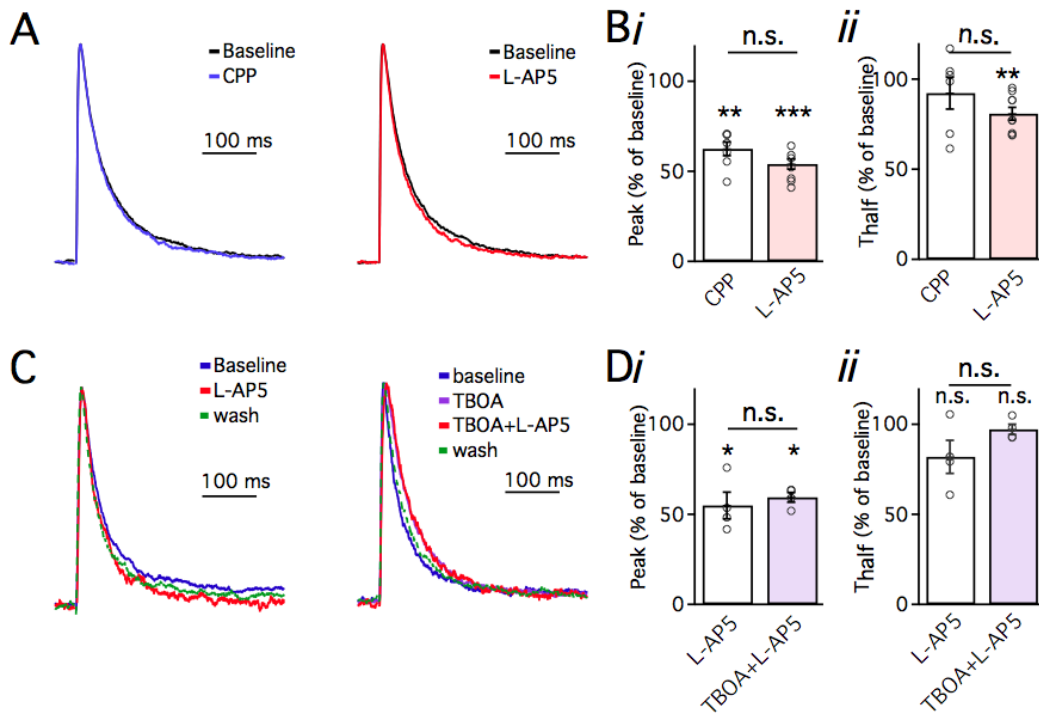 A
Baseline
CPP
100 ms
Baseline
L-AP5
100 ms
Bi
n.s.
**
***
100
50
0
Peak (% of baseline)
CPP
L-AP5
ii
n.s.
**
100
0
Thalf (% of baseline)
CPP
L-AP5
C
Baseline
L-AP5
wash
100 ms
baseline
TBOA
TBOA+L-AP5
wash
100 ms
Di
n.s.
*
*
100
50
0
Peak (% of baseline)
L-AP5
TBOA+L-AP5
ii
n.s.
n.s.
n.s.
100
0
Thalf (% of baseline)
L-AP5
TBOA+L-AP5